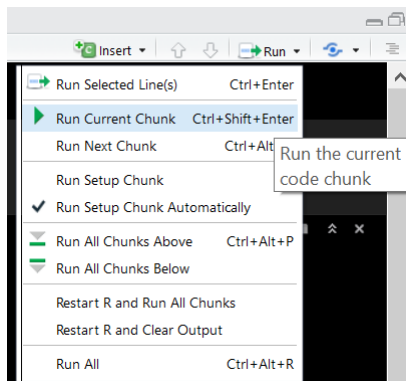 Insert Run
Run Selected Line(s) Ctrl+Enter
Run Current Chunk Ctrl+Shift+Enter
Run Next Chunk Ctrl+Alt
Run the current
code chunk
Run Setup Chunk
Run Setup Chunk Automatically
Run All Chunks Above Ctrl+Alt+P
Run All Chunks Below
Restart R and Run All Chunks
Restart R and Clear Output
Run All Ctrl+Alt+R